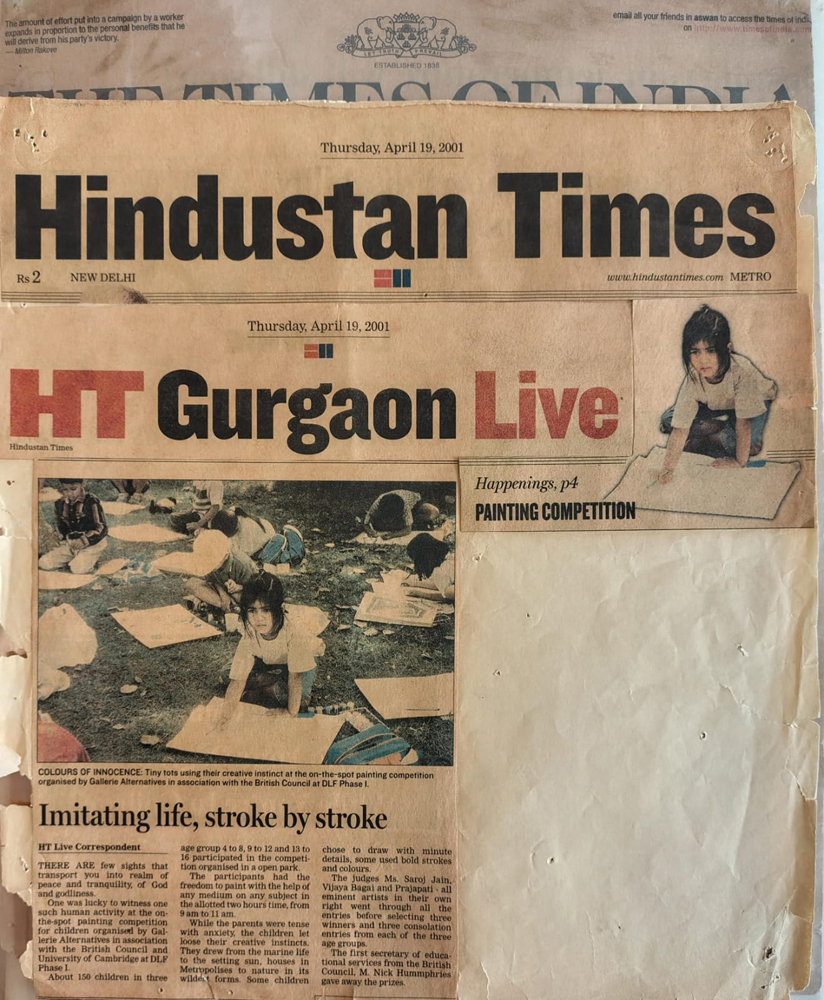 The amount of effort put into a campaign by a worker
expands in proportion to the personal benefits that he
will derive from his party's victory.
— Milton Rakove
ESTABLISHED 1838
email all your friends in aswan to access the times of india
on http://www.timesofindia.com
THE TIMES OF INDIA
Thursday, April 19, 2001
Hindustan Times
Rs 2 NEW DELHI
www.hindustantimes.com METRO
Thursday, April 19, 2001
HT Gurgaon Live
Hindustan Times
Happenings, p4
PAINTING COMPETITION
COLOURS OF INNOCENCE: Tiny tots using their creative instinct at the on-the-spot painting competition
organised by Gallerie Alternatives in association with the British Council at DLF Phase I.
Imitating life, stroke by stroke
HT Live Correspondent
THERE ARE few sights that
transport you into realm of
peace and tranquility, of God
and godliness.
One was lucky to witness one
such human activity at the on-
the-spot painting competition
for children organised by Gal-
lerie Alternatives in association
with the British Council and
University of Cambridge at DLF
Phase I.
About 150 children in three
age group 4 to 8, 9 to 12 and 13 to
16 participated in the competi-
tion organised in a open park.
The participants had the
freedom to paint with the help of
any medium on any subject in
the allotted two hours time, from
9 am to 11 am.
While the parents were tense
with anxiety, the children let
loose their creative instincts.
They drew from the marine life
to the setting sun, houses in
Metropolises to nature in its
wildest forms. Some children
chose to draw with minute
details, some used bold strokes
and colours.
The judges Ms. Saroj Jain,
Vijaya Bagai and Prajapati - all
eminent artists in their own
right went through all the
entries before selecting three
winners and three consolation
entries from each of the three
age groups.
The first secretary of educa-
tional services from the British
Council, M. Nick Hummphries
gave away the prizes.